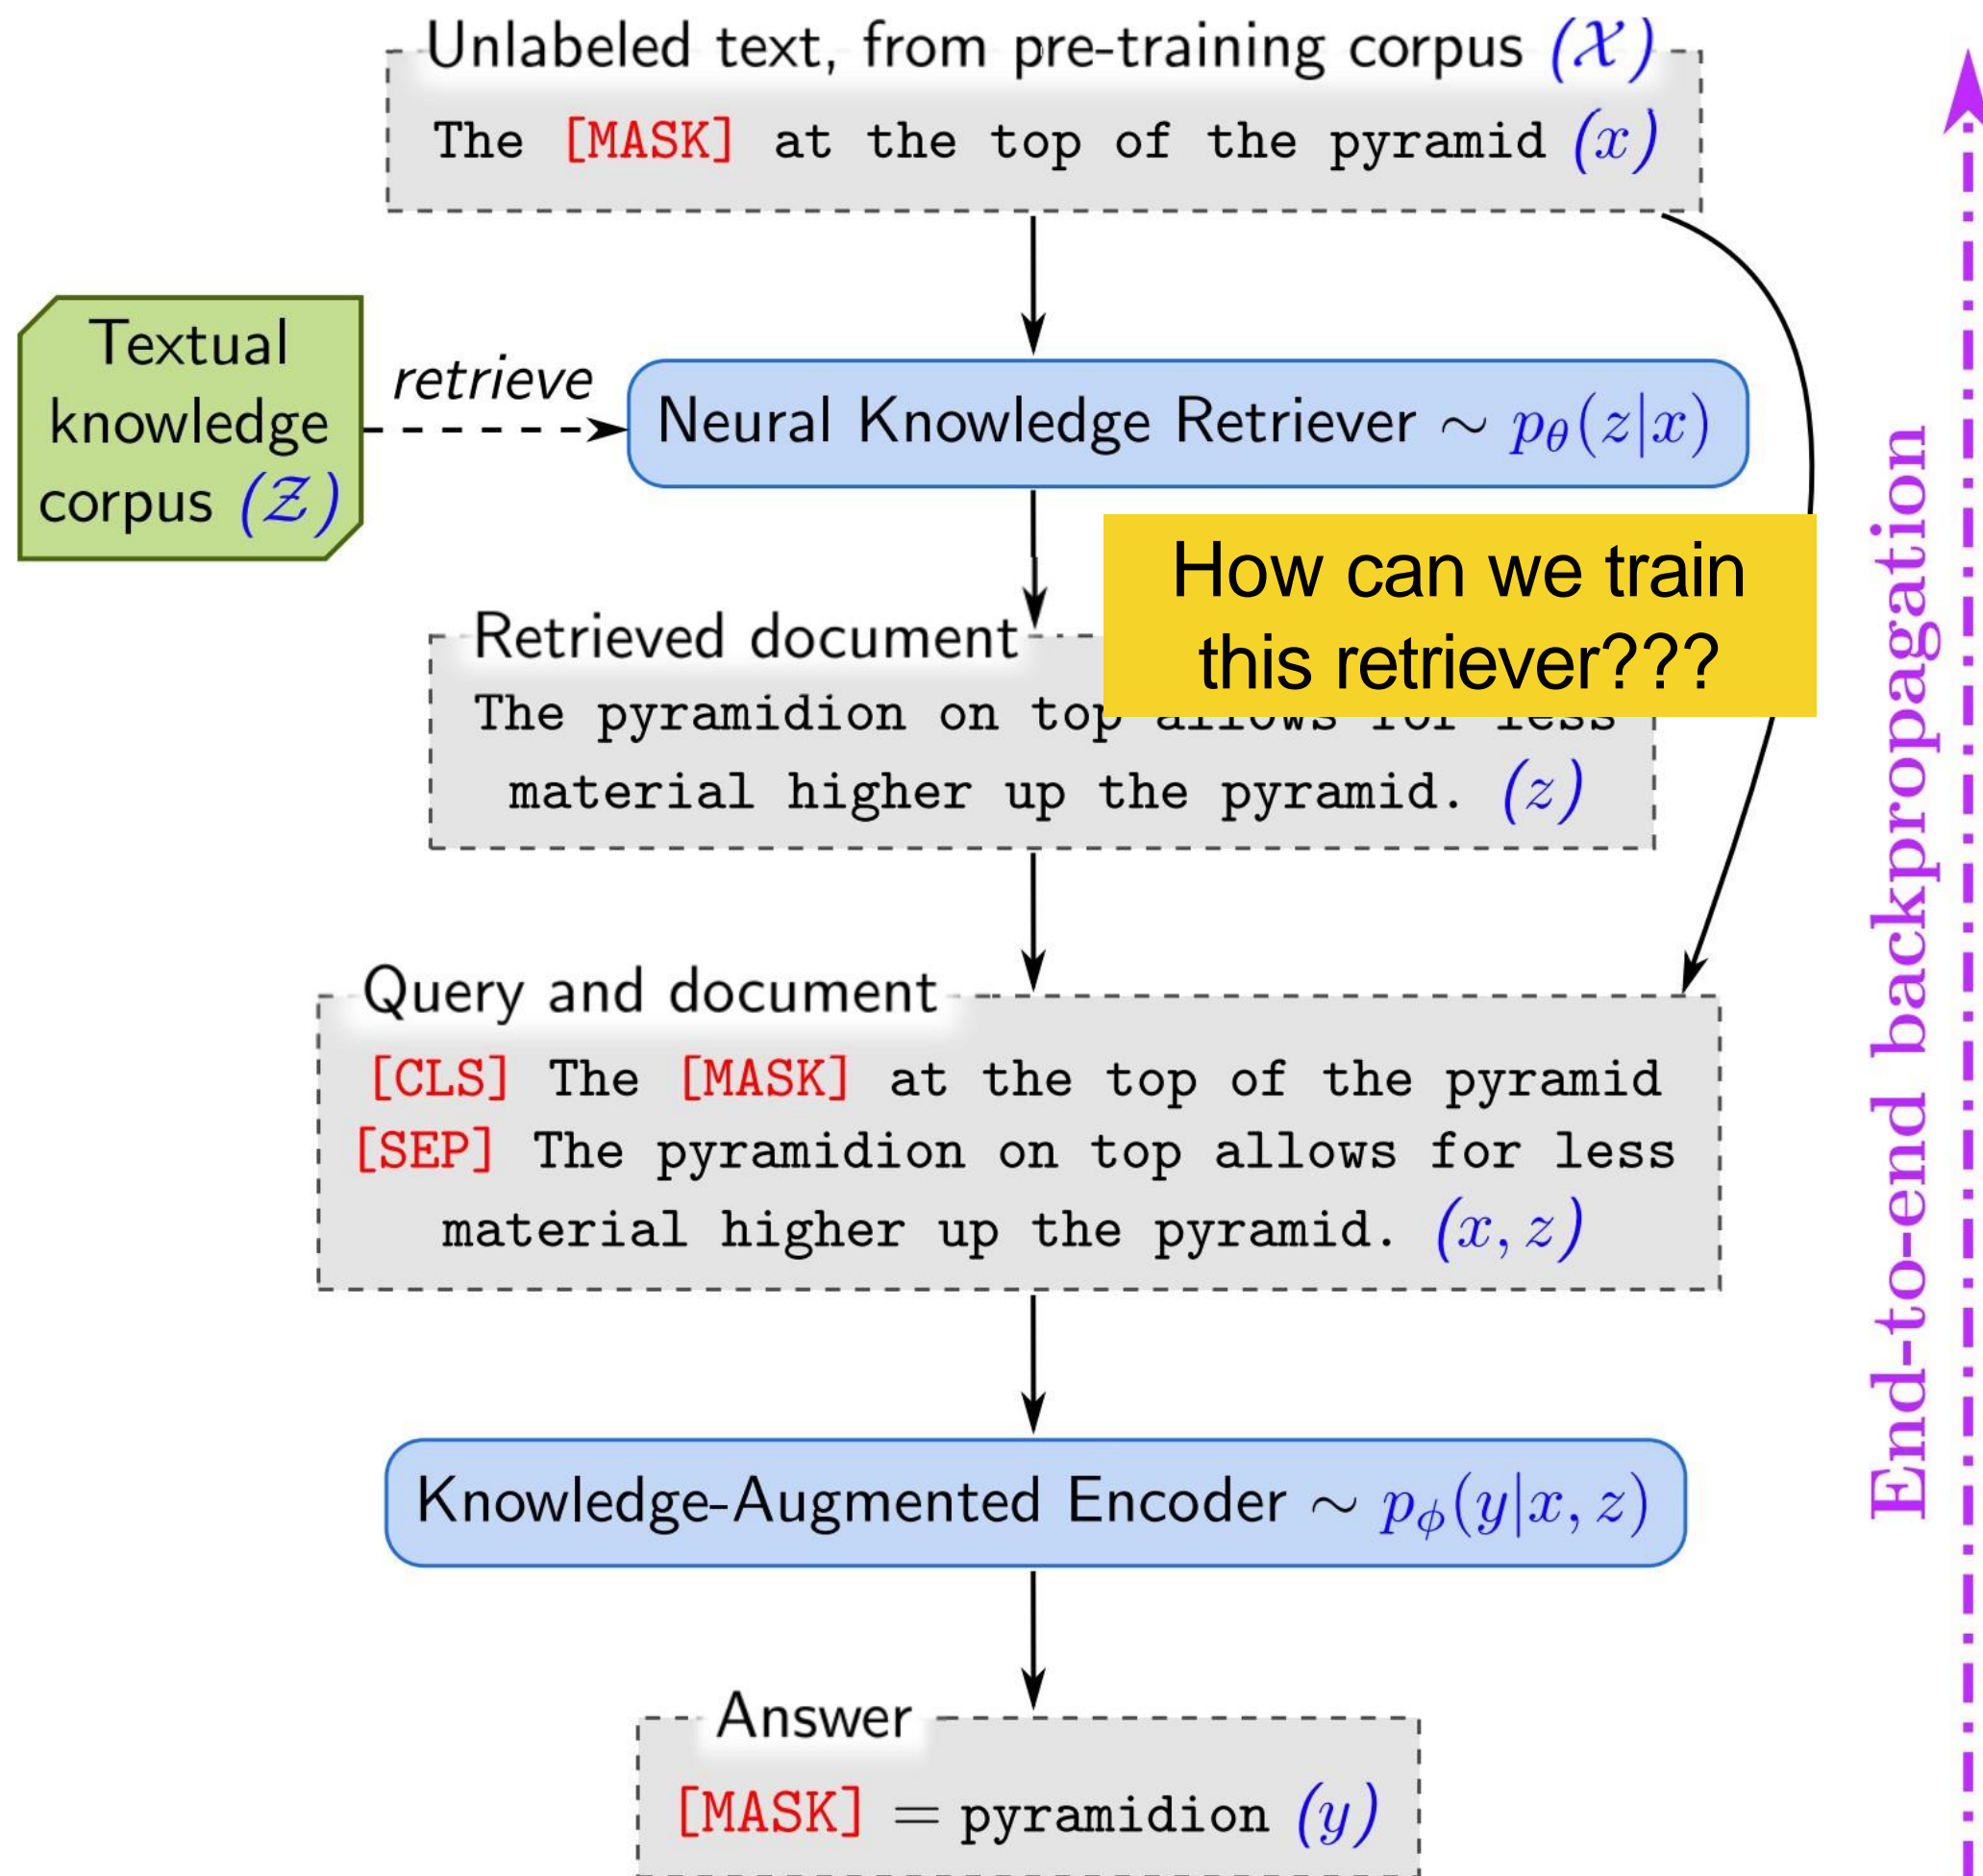 Unlabeled text, from pre-training corpus (𝒳)
The [MASK] at the top of the pyramid (x)
Textual
knowledge
corpus (𝒵)
retrieve
Neural Knowledge Retriever ∼ pθ(z|x)
How can we train
this retriever???
Retrieved document
The pyramidion on top allows for less
material higher up the pyramid. (z)
Query and document
[CLS] The [MASK] at the top of the pyramid
[SEP] The pyramidion on top allows for less
material higher up the pyramid. (x, z)
Knowledge-Augmented Encoder ∼ pϕ(y|x, z)
Answer
[MASK] = pyramidion (y)
End-to-end backpropagation